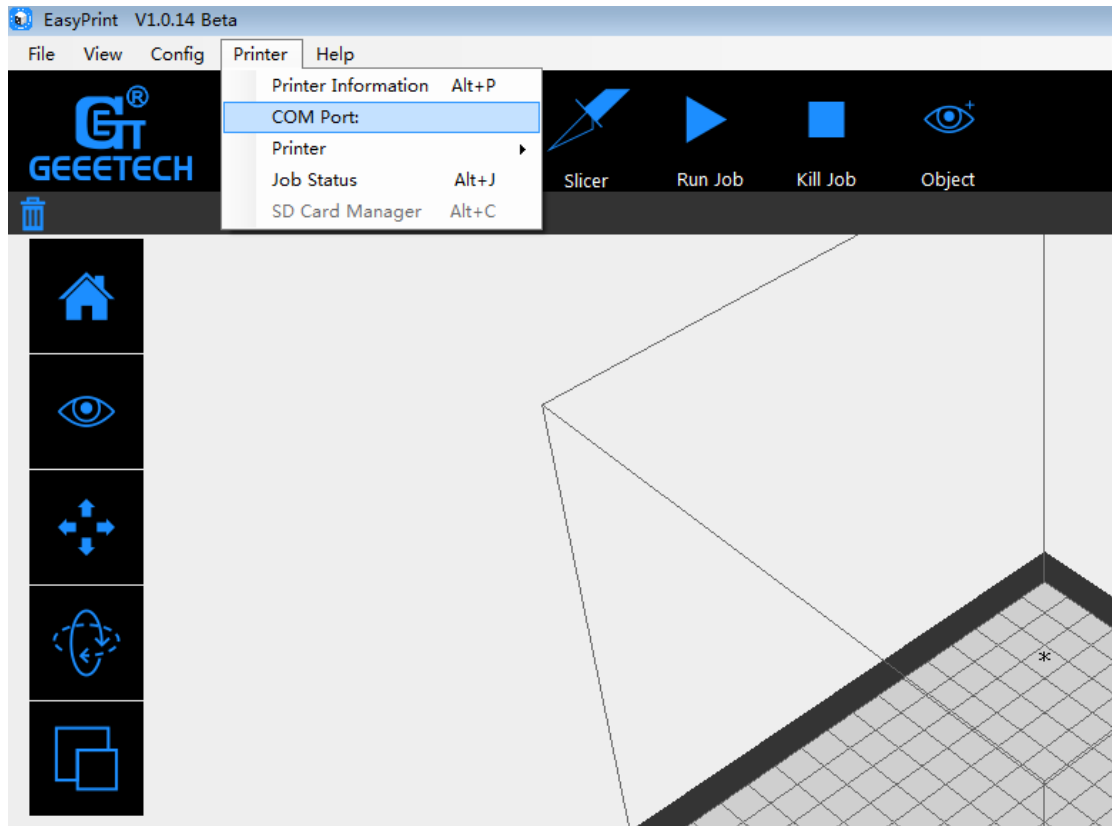 EasyPrint V1.0.14 Beta
File View Config Printer Help
Printer Information Alt+P
COM Port:
Printer
Job Status Alt+J
SD Card Manager Alt+C
GT®
GEEETECH
Slicer Run Job Kill Job Object
*